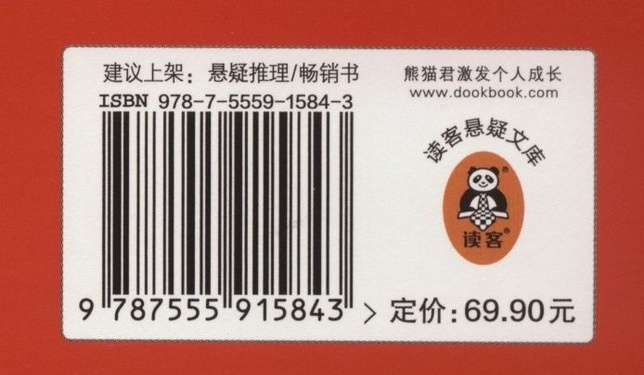 建议上架：悬疑推理/畅销书
ISBN 978-7-5559-1584-3
9 787555 915843 >
熊猫君激发个人成长
www.dookbook.com
读客悬疑文库
读客®
定价：69.90元